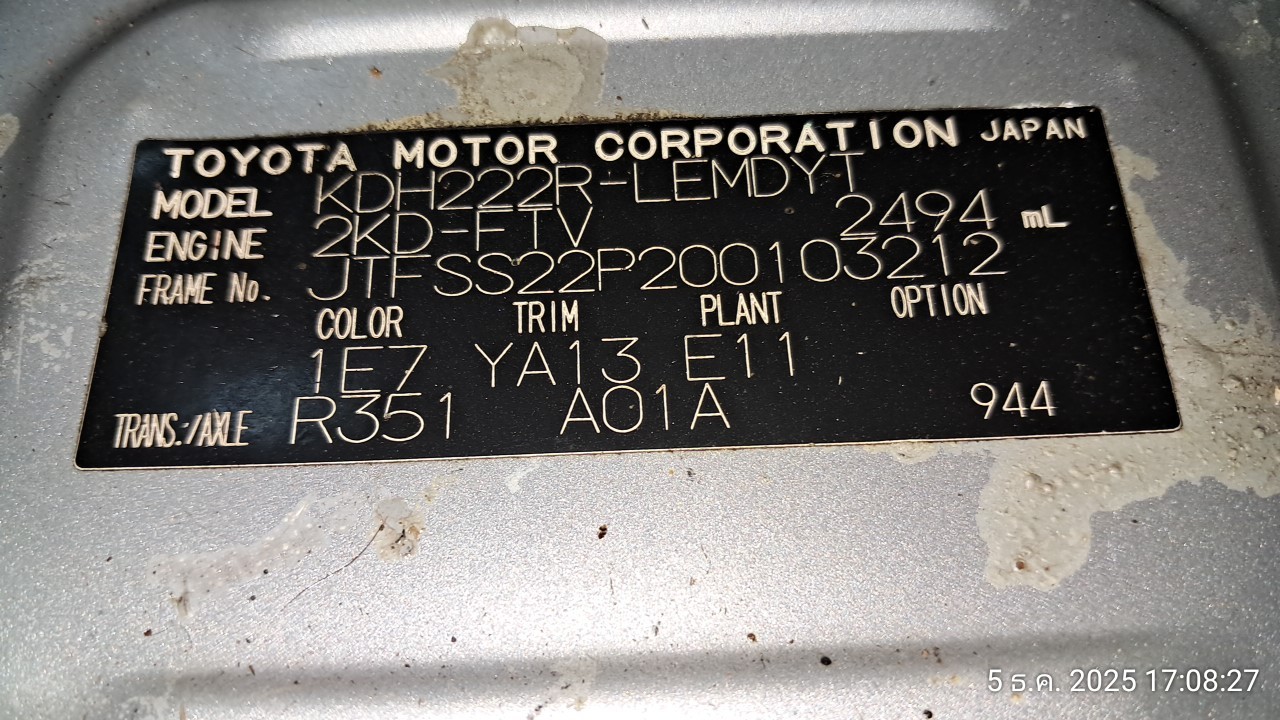 TOYOTA MOTOR CORPORATION JAPAN
MODEL KDH222R-LEMDYT
ENGINE 2KD-FTV 2494 mL
FRAME No. JTFSS22P200103212
COLOR TRIM PLANT OPTION
1E7 YA13 E11
TRANS./AXLE R351 A01A 944
5 ธ.ค. 2025 17:08:27